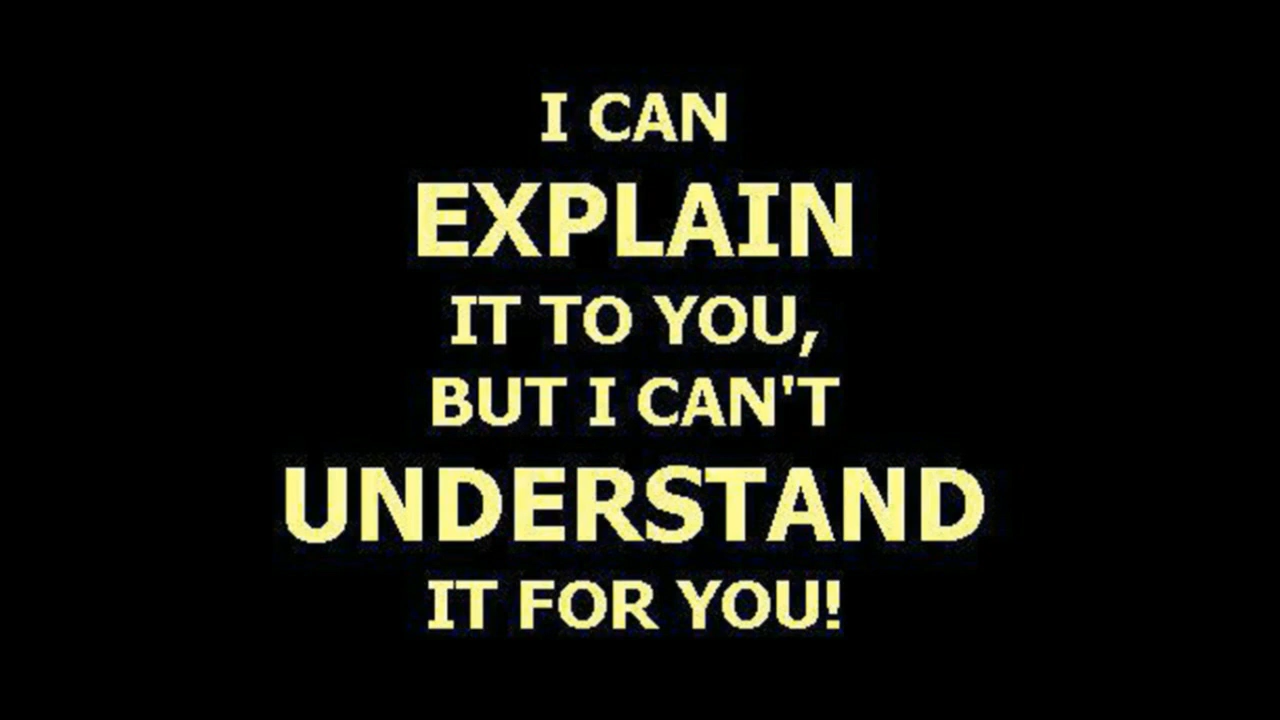 I CAN
EXPLAIN
IT TO YOU,
BUT I CAN'T
UNDERSTAND
IT FOR YOU!